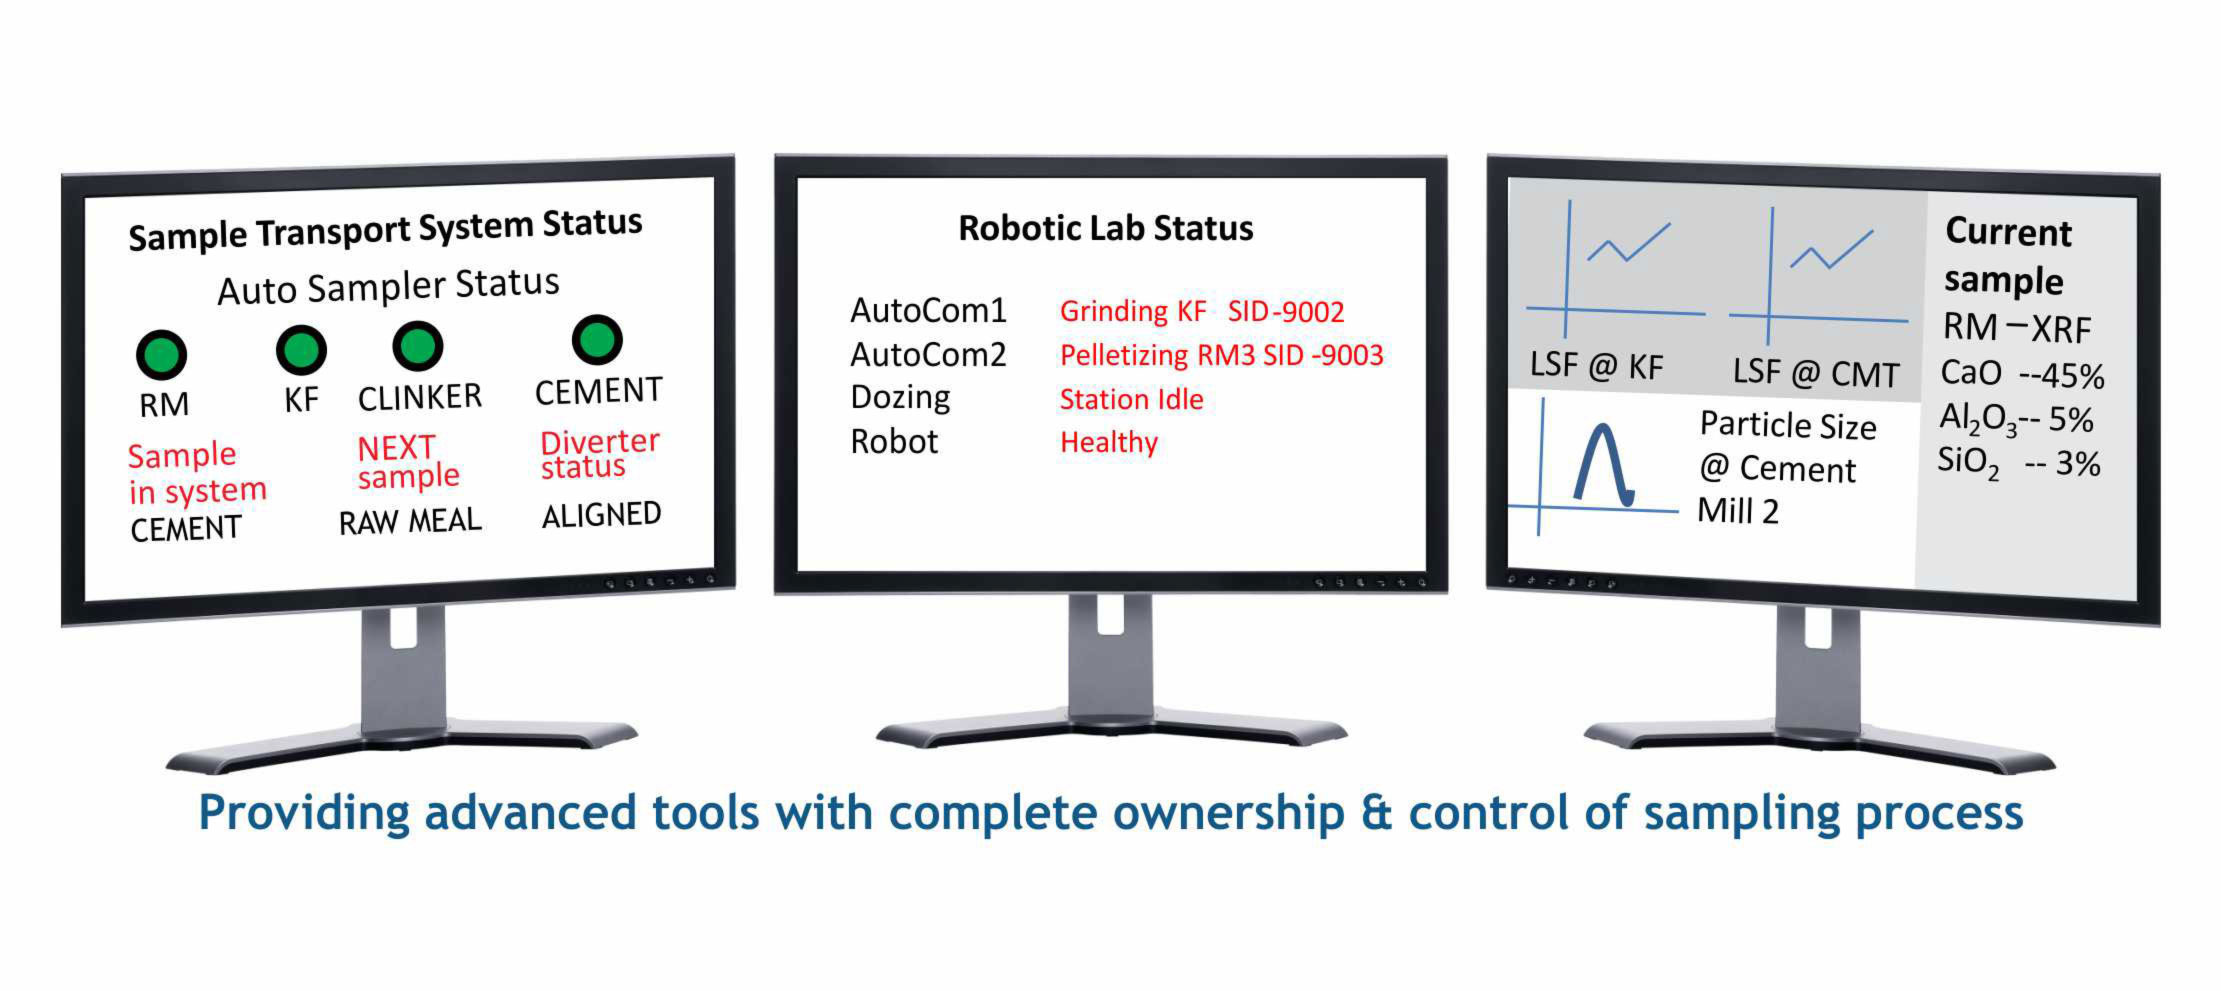 Sample Transport System Status
Auto Sampler Status
RM KF CLINKER CEMENT
Sample
in system
CEMENT
NEXT
sample
RAW MEAL
Diverter
status
ALIGNED
Robotic Lab Status
AutoCom1 Grinding KF SID-9002
AutoCom2 Pelletizing RM3 SID -9003
Dozing Station Idle
Robot Healthy
LSF @ KF
LSF @ CMT
Particle Size
@ Cement
Mill 2
Current
sample
RM –XRF
CaO --45%
Al₂O₃-- 5%
SiO₂ -- 3%
Providing advanced tools with complete ownership & control of sampling process